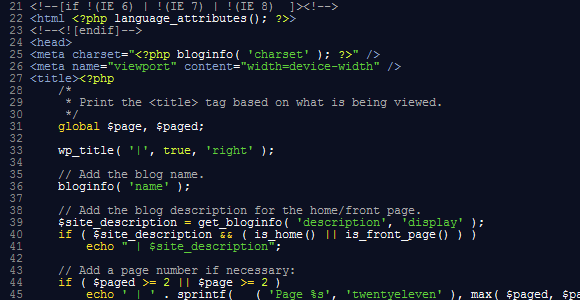 21 <!--[if !(IE 6) | !(IE 7) | !(IE 8)  ]><!-->
22 <html <?php language_attributes(); ?>>
23 <!--<![endif]-->
24 <head>
25 <meta charset="<?php bloginfo( 'charset' ); ?>" />
26 <meta name="viewport" content="width=device-width" />
27 <title><?php
28     /*
29      * Print the <title> tag based on what is being viewed.
30      */
31     global $page, $paged;
32
33     wp_title( '|', true, 'right' );
34
35     // Add the blog name.
36     bloginfo( 'name' );
37
38     // Add the blog description for the home/front page.
39     $site_description = get_bloginfo( 'description', 'display' );
40     if ( $site_description && ( is_home() || is_front_page() ) )
41         echo " | $site_description";
42
43     // Add a page number if necessary:
44     if ( $paged >= 2 || $page >= 2 )
45         echo ' | ' . sprintf(   ( 'Page %s', 'twentyeleven' ), max( $paged, $pa